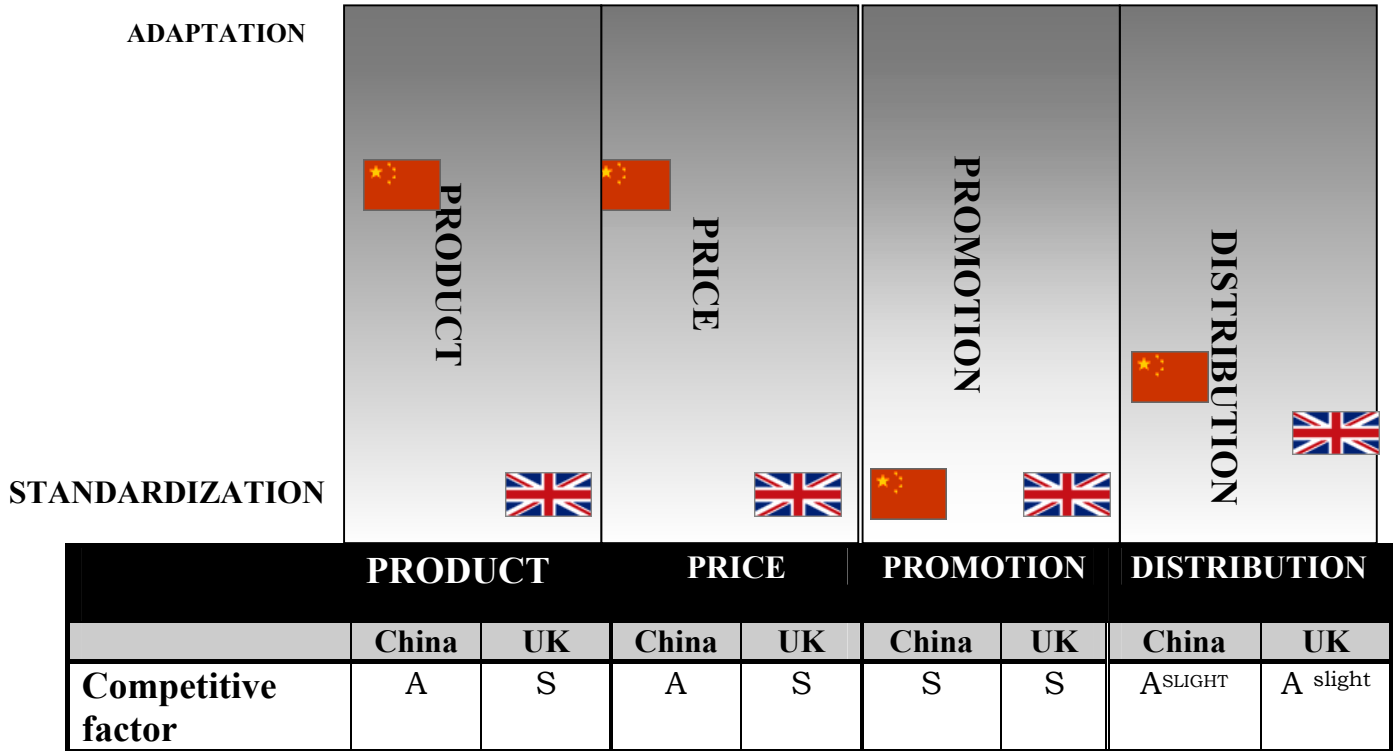 ADAPTATION
PRODUCT
PRICE
PROMOTION
DISTRIBUTION
STANDARDIZATION
PRODUCT PRICE PROMOTION DISTRIBUTION
China UK China UK China UK China UK
Competitive A S A S S S A SLIGHT A slight
factor